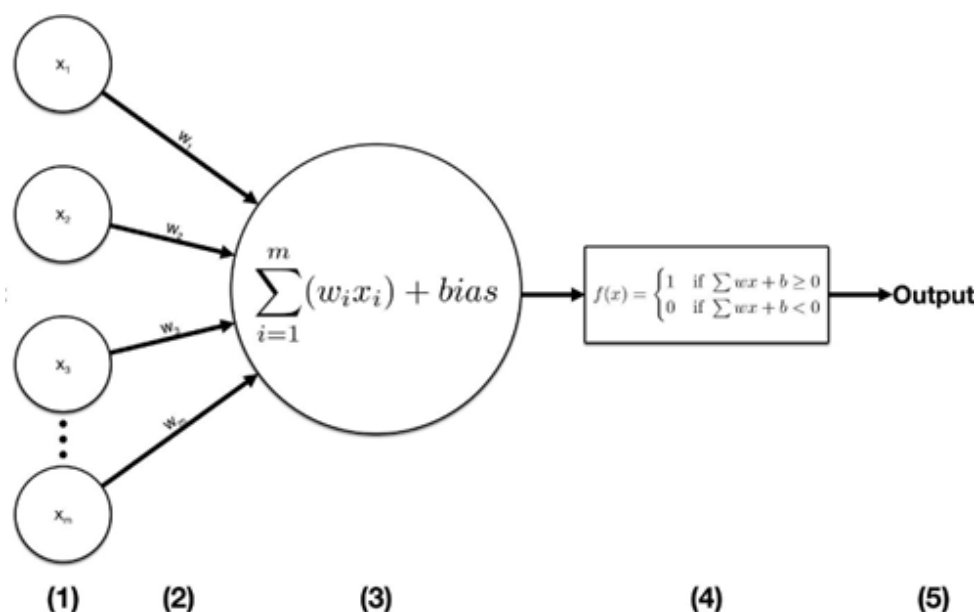 x₁
w₁
x₂
w₂
x₃
w₃
xₘ
wₘ
∑_{i=1}^{m}(wᵢxᵢ) + bias
f(x) = {1 if ∑ wx + b ≥ 0
0 if ∑ wx + b < 0
Output
(1) (2) (3) (4) (5)